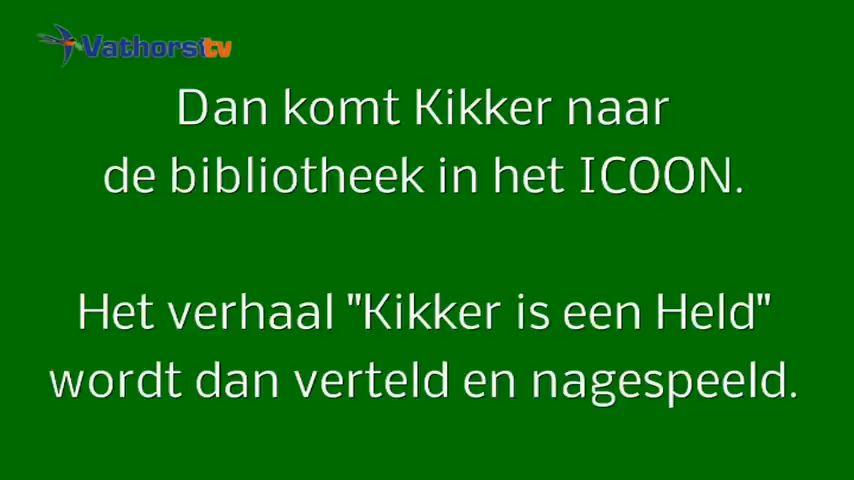 Vathorst tv
Dan komt Kikker naar
de bibliotheek in het ICOON.
Het verhaal "Kikker is een Held"
wordt dan verteld en nagespeeld.